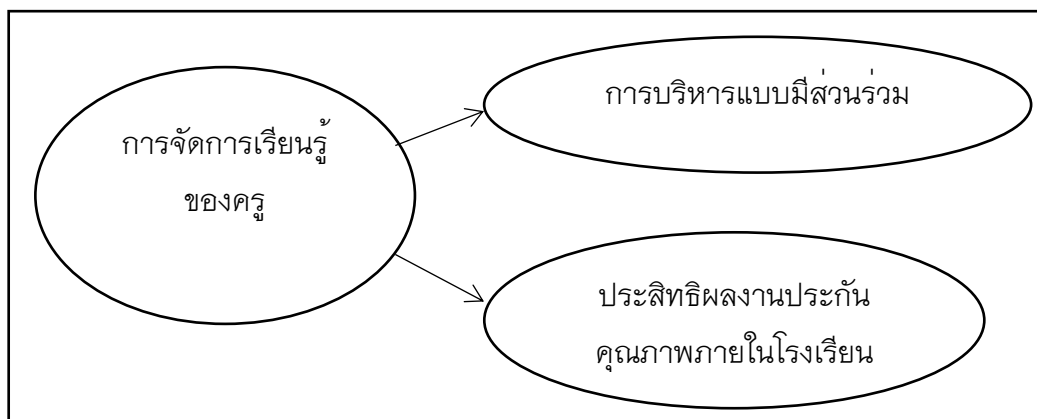 การจัดการเรียนรู้
ของครู
การบริหารแบบมีส่วนร่วม
ประสิทธิผลงานประกัน
คุณภาพภายในโรงเรียน